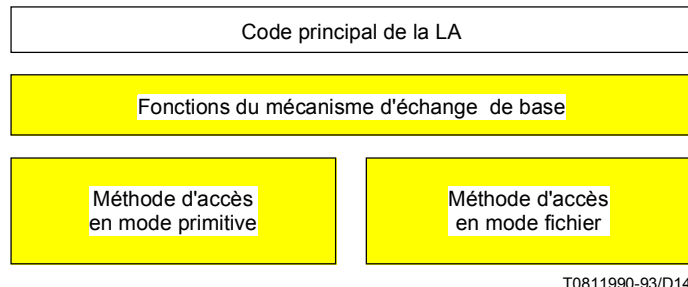 Code principal de la LA
Fonctions du mécanisme d'échange de base
Méthode d'accès
en mode primitive
Méthode d'accès
en mode fichier
T0811990-93/D14